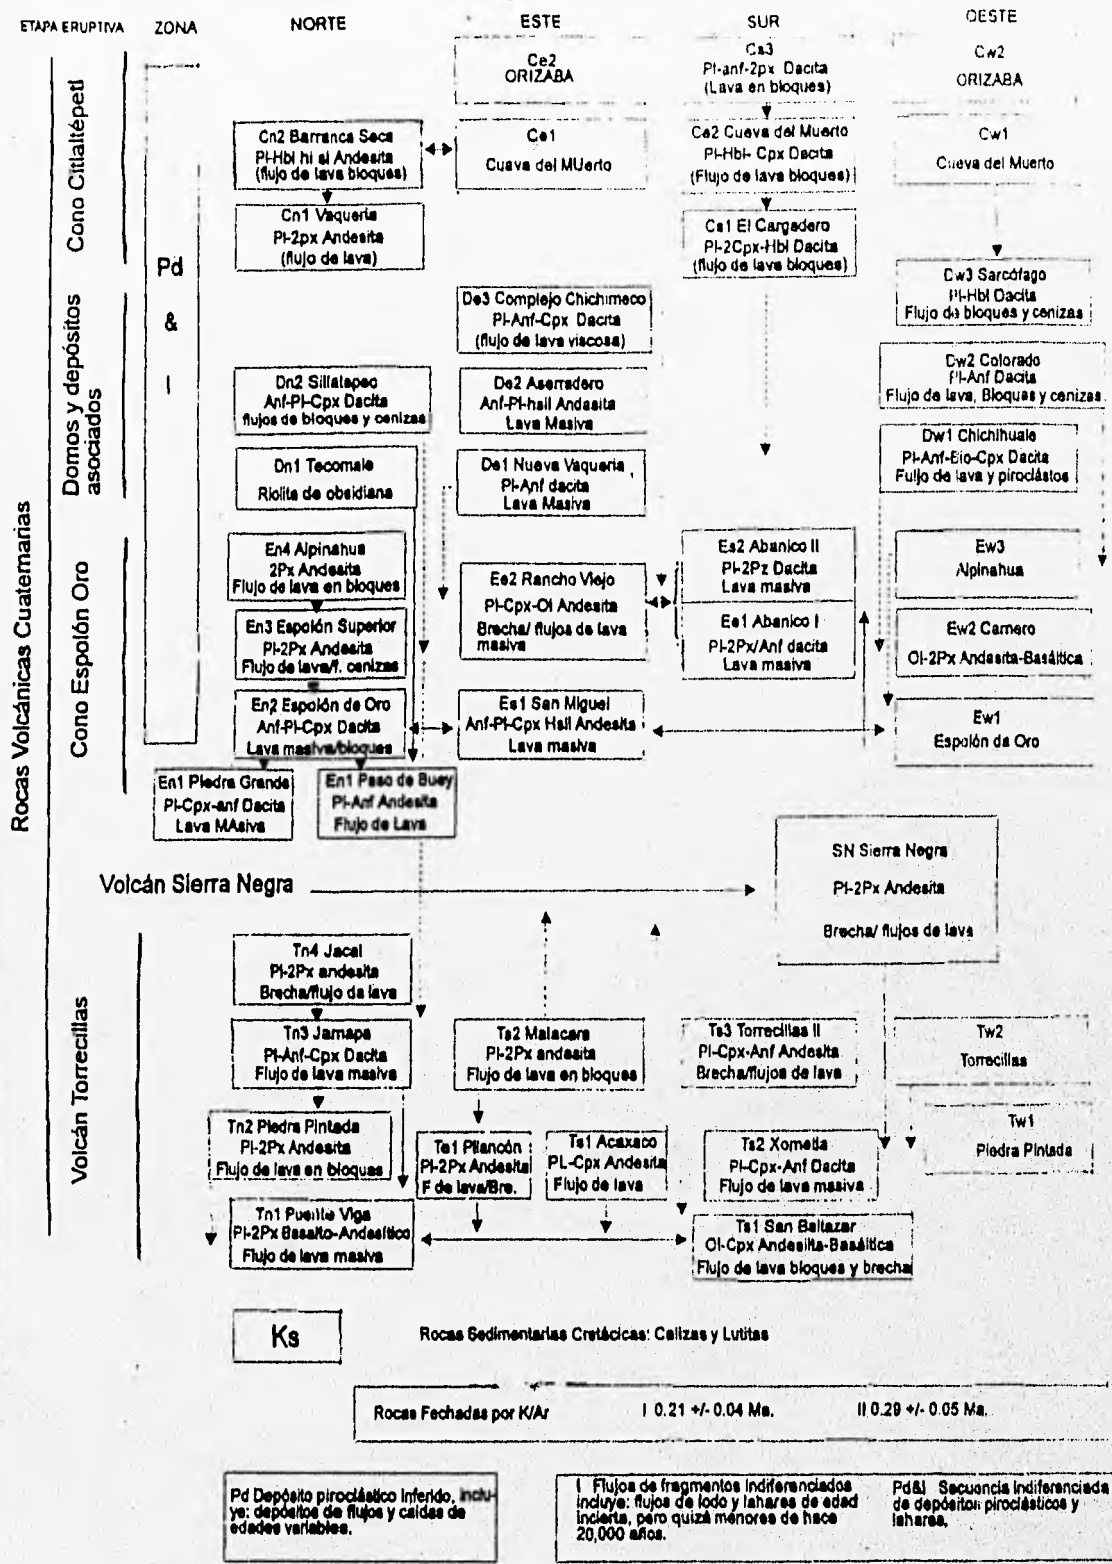 ETAPA ERUPTIVA
ZONA
NORTE
ESTE
SUR
OESTE
Rocas Volcánicas Cuaternarias
Cono Citlaltépetl
Pd
&
I
Ce2
ORIZABA
Cs3
Pl-anf-2px Dacita
(Lava en bloques)
Cw2
ORIZABA
Cn2 Barranca Seca
Pl-Hbl hi sl Andesita
(flujo de lava bloques)
Ce1
Cueva del MUerto
Cs2 Cueva del Muerto
Pl-Hbl- Cpx Dacita
(Flujo de lava bloques)
Cw1
Cueva del Muerto
Cn1 Vaqueria
Pl-2px Andesita
(flujo de lava)
Cs1 El Cargadero
Pl-2Cpx-Hbl Dacita
(flujo de lava bloques)
Cw3 Sarcófago
Pl-Hbl Dacita
Flujo de bloques y cenizas
Domos y depósitos
asociados
De3 Complejo Chichimeco
Pl-Anf-Cpx Dacita
(flujo de lava viscosa)
Dw2 Colorado
Pl-Anf Dacita
Flujo de lava, Bloques y cenizas
Dn2 Sillatepec
Anf-Pl-Cpx Dacita
flujos de bloques y cenizas
De2 Aserradero
Anf-Pl-hsil Andesita
Lava Masiva
Dw1 Chichihuale
Pl-Anf-Bio-Cpx Dacita
Fuljo de lava y piroclástos
Dn1 Tecomale
Riolita de obsidiana
De1 Nueva Vaqueria
Pl-Anf dacita
Lava Masiva
Cono Espolón Oro
En4 Alpinahua
2Px Andesita
Flujo de lava en bloques
Ee2 Rancho Viejo
Pl-Cpx-Ol Andesita
Brecha/ flujos de lava
masiva
Es2 Abanico II
Pl-2Pz Dacita
Lava masiva
Ew3
Alpinahua
En3 Espolón Superior
Pl-2Px Andesita
Flujo de lava/f. cenizas
Ee1 Abanico I
Pl-2Px/Anf dacita
Lava masiva
Ew2 Carnero
Ol-2Px Andesita-Basáltica
En2 Espolón de Oro
Anf-Pl-Cpx Dacita
Lava masiva/bloques
Es1 San Miguel
Anf-Pl-Cpx Hsil Andesita
Lava masiva
Ew1
Espolón de Oro
En1 Piedra Grande
Pl-Cpx-anf Dacita
Lava MAsiva
En1 Paso de Buey
Pl-Anf Andesita
Flujo de Lava
Volcán Sierra Negra
SN Sierra Negra
Pl-2Px Andesita
Brecha/ flujos de lava
Volcán Torrecillas
Tn4 Jacal
Pl-2Px andesita
Brecha/flujo de lava
Tn3 Jamapa
Pl-Anf-Cpx Dacita
Flujo de lava masiva
Ts2 Malacara
Pl-2Px andesita
Flujo de lava en bloques
Ts3 Torrecillas II
Pl-Cpx-Anf Andesita
Brecha/flujos de lava
Tw2
Torrecillas
Tn2 Piedra Pintada
Pl-2Px Andesita
Flujo de lava en bloques
Te1 Pilancón
Pl-2Px Andesita
F de lava/Bre.
Ts1 Acaxaco
PL-Cpx Andesita
Flujo de lava
Ts2 Xometla
Pl-Cpx-Anf Dacita
Flujo de lava masiva
Tw1
Piedra Pintada
Tn1 Puente Viga
Pl-2Px Basalto-Andesítico
Flujo de lava masiva
Ts1 San Baltazar
Ol-Cpx Andesiita-Basáltica
Flujo de lava bloques y brecha
Ks
Rocas Sedimentarias Cretácicas: Calizas y Lutitas
Rocas Fechadas por K/Ar I 0.21 +/- 0.04 Ma. II 0.29 +/- 0.05 Ma.
Pd Depósito piroclástico Inferido, inclu-
ye: depósitos de flujos y caídas de
edades variables.
I Flujos de fragmentos Indiferenciados
incluye: flujos de lodo y lahares de edad
incierta, pero quizá menores de hace
20,000 años.
Pd&I Secuencia Indiferenciada
de depósitos piroclásticos y
lahares.